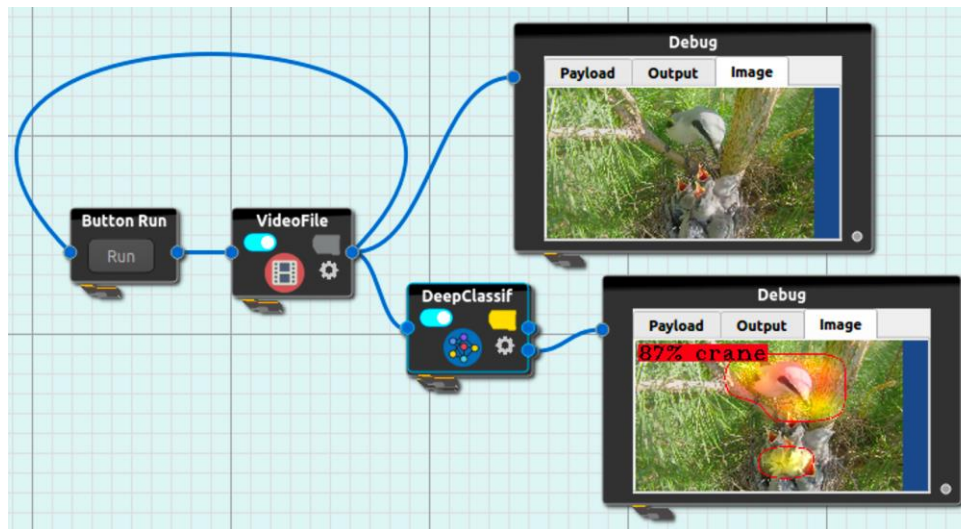 Debug
Payload Output Image
Button Run
Run
VideoFile
DeepClassif
Debug
Payload Output Image
87% crane